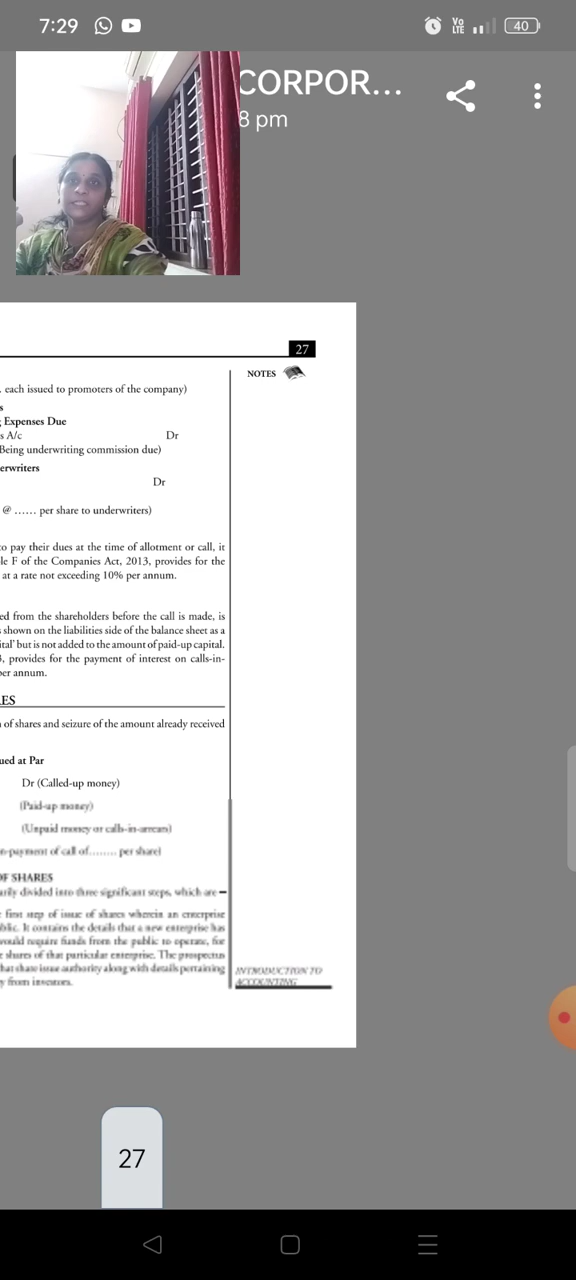 7:29
Vo
LTE
40
CORPOR...
8 pm
27
NOTES
. each issued to promoters of the company)
s
g Expenses Due
s A/c Dr
Being underwriting commission due)
erwriters
Dr
@ ...... per share to underwriters)
to pay their dues at the time of allotment or call, it
le F of the Companies Act, 2013, provides for the
at a rate not exceeding 10% per annum.
ed from the shareholders before the call is made, is
s shown on the liabilities side of the balance sheet as a
ital' but is not added to the amount of paid-up capital.
3, provides for the payment of interest on calls-in-
per annum.
ES
n of shares and seizure of the amount already received
ued at Par
Dr (Called-up money)
(Paid-up money)
(Unpaid money or calls-in-arrears)
n-payment of call of........ per share)
OF SHARES
arily divided into three significant steps, which are –
first step of issue of shares wherein an enterprise
blic. It contains the details that a new enterprise has
would require funds from the public to operate, for
shares of that particular enterprise. The prospectus
hat share issue authority along with details pertaining
y from investors.
INTRODUCTION TO
ACCOUNTING
27